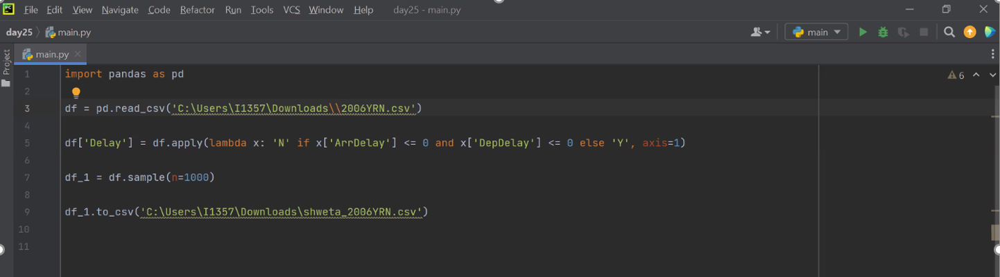 PC File Edit View Navigate Code Refactor Run Tools VCS Window Help day25 - main.py
day25 main.py main
Project main.py
1 import pandas as pd 6
2
3 df = pd.read_csv('C:\Users\I1357\Downloads\\2006YRN.csv')
4
5 df['Delay'] = df.apply(lambda x: 'N' if x['ArrDelay'] <= 0 and x['DepDelay'] <= 0 else 'Y', axis=1)
6
7 df_1 = df.sample(n=1000)
8
9 df_1.to_csv('C:\Users\I1357\Downloads\shweta_2006YRN.csv')
10
11